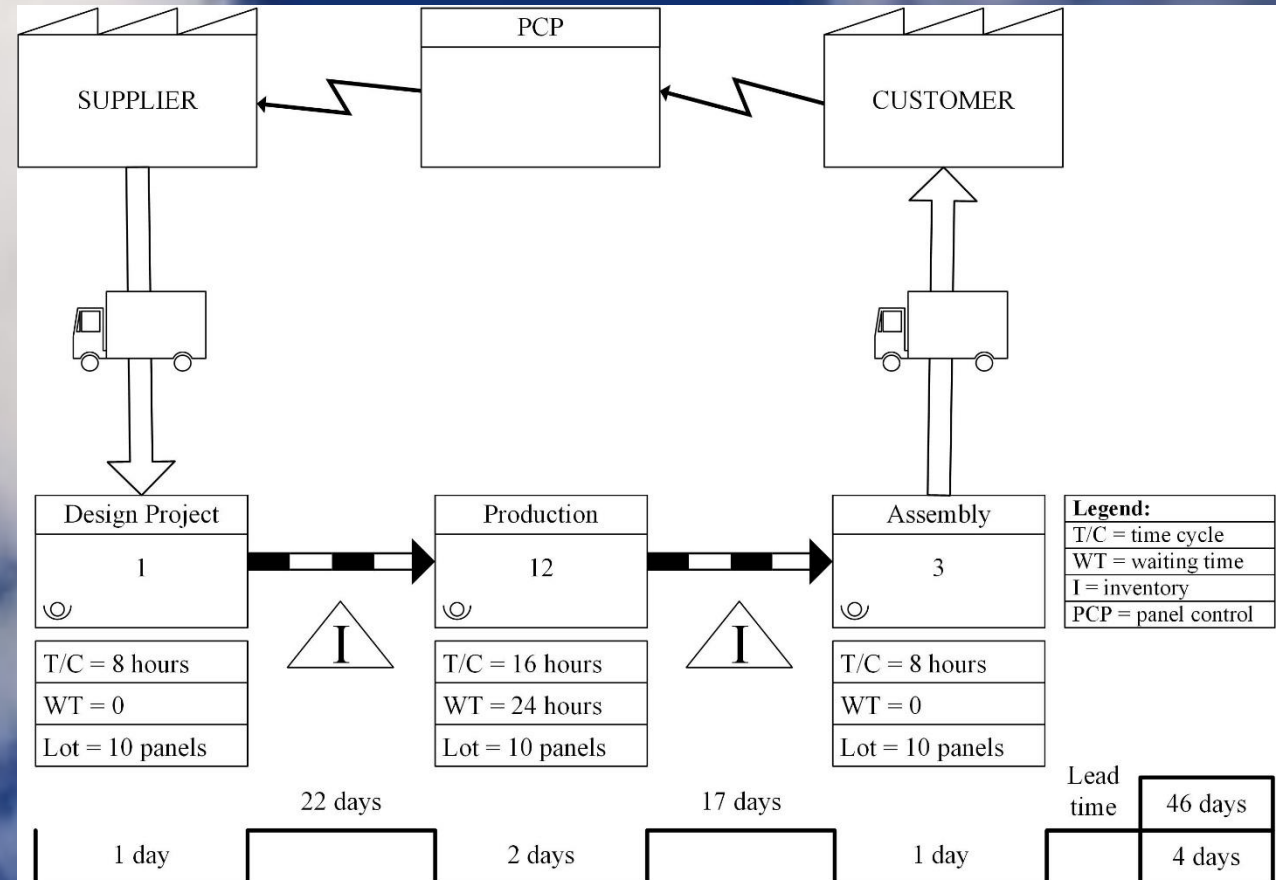 SUPPLIER
PCP
CUSTOMER
Design Project
1
T/C = 8 hours
WT = 0
Lot = 10 panels
I
Production
12
T/C = 16 hours
WT = 24 hours
Lot = 10 panels
I
Assembly
3
T/C = 8 hours
WT = 0
Lot = 10 panels
Legend:
T/C = time cycle
WT = waiting time
I = inventory
PCP = panel control
1 day
22 days
2 days
17 days
1 day
Lead
time
46 days
4 days